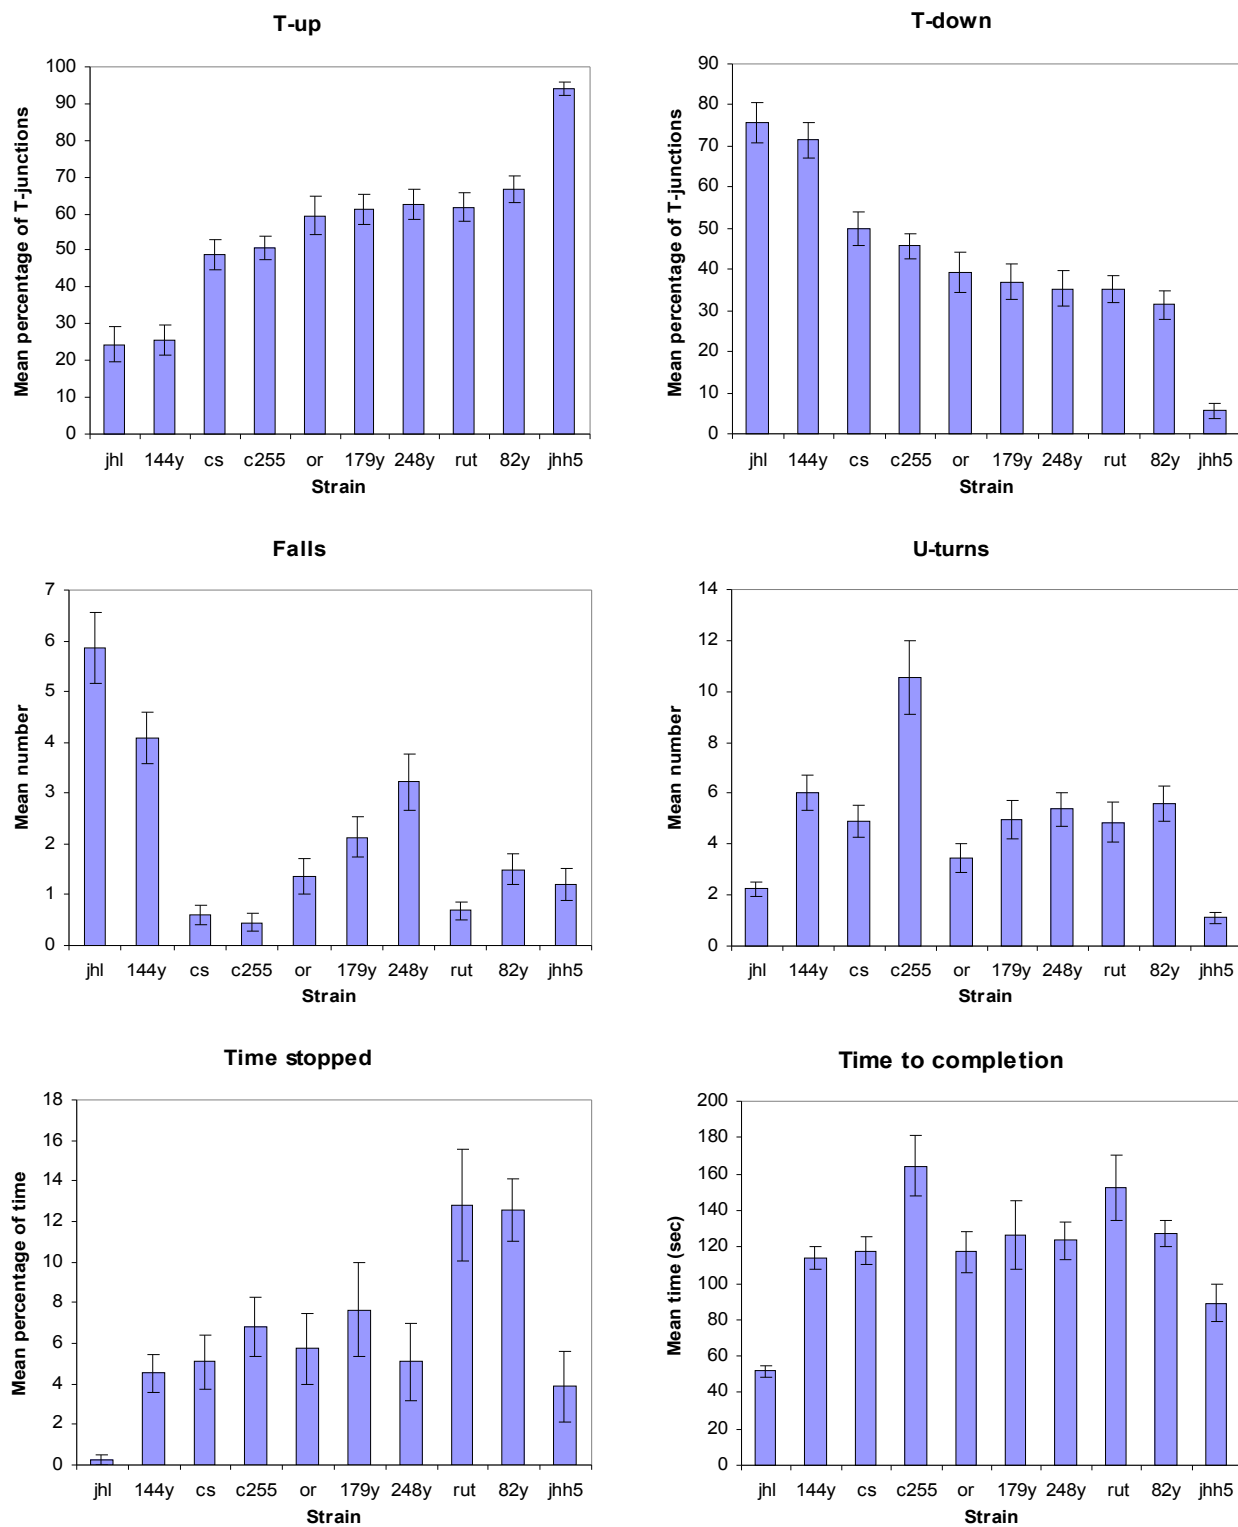 T-up
Mean percentage of T-junctions
100
90
80
70
60
50
40
30
20
10
0
jhl 144y cs c255 or 179y 248y rut 82y jhh5
Strain
T-down
Mean percentage of T-junctions
90
80
70
60
50
40
30
20
10
0
jhl 144y cs c255 or 179y 248y rut 82y jhh5
Strain
Falls
Mean number
7
6
5
4
3
2
1
0
jhl 144y cs c255 or 179y 248y rut 82y jhh5
Strain
U-turns
Mean number
14
12
10
8
6
4
2
0
jhl 144y cs c255 or 179y 248y rut 82y jhh5
Strain
Time stopped
Mean percentage of time
18
16
14
12
10
8
6
4
2
0
jhl 144y cs c255 or 179y 248y rut 82y jhh5
Strain
Time to completion
Mean time (sec)
200
180
160
140
120
100
80
60
40
20
0
jhl 144y cs c255 or 179y 248y rut 82y jhh5
Strain